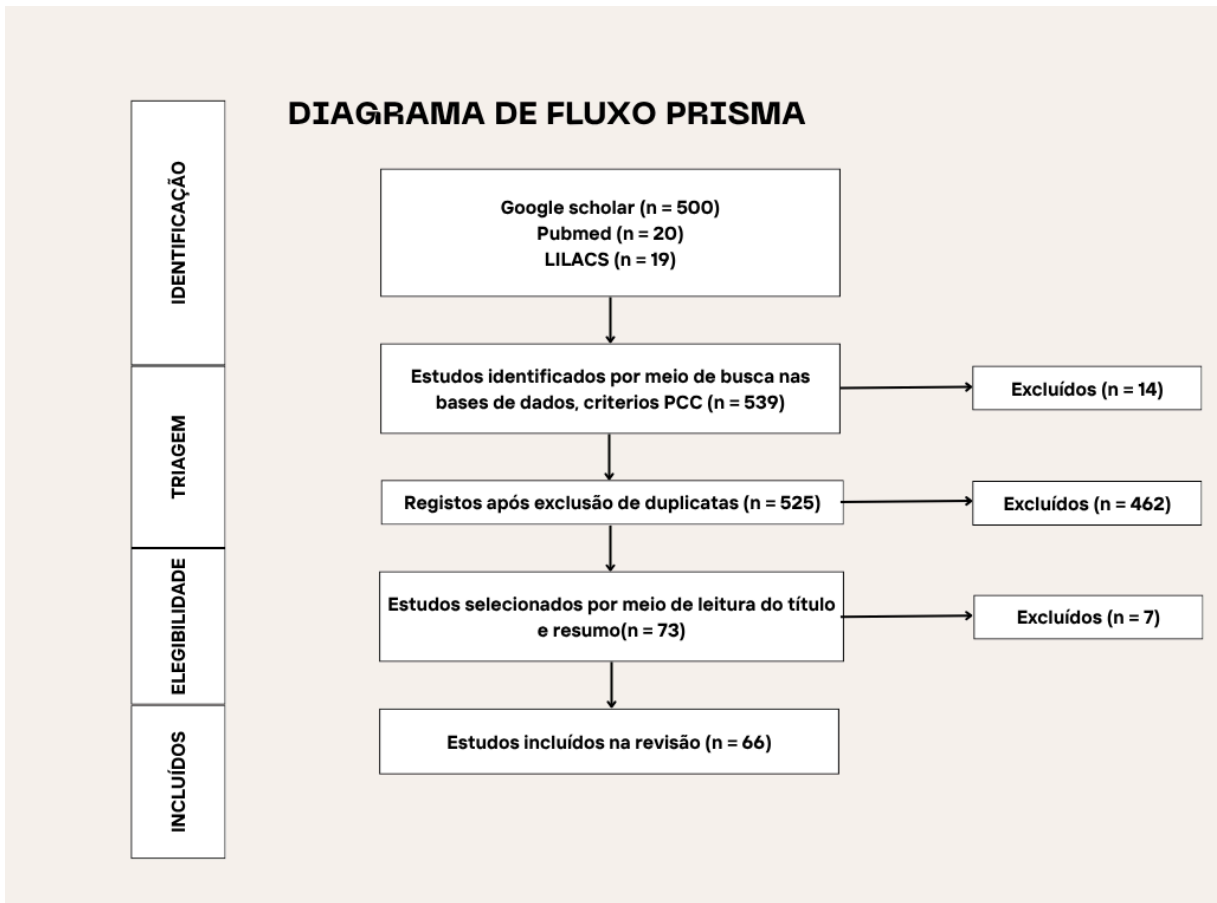 DIAGRAMA DE FLUXO PRISMA
IDENTIFICAÇÃO
Google scholar (n = 500)
Pubmed (n = 20)
LILACS (n = 19)
TRIAGEM
Estudos identificados por meio de busca nas
bases de dados, criterios PCC (n = 539)
Excluídos (n = 14)
Registos após exclusão de duplicatas (n = 525)
Excluídos (n = 462)
ELEGIBILIDADE
Estudos selecionados por meio de leitura do título
e resumo(n = 73)
Excluídos (n = 7)
INCLUÍDOS
Estudos incluídos na revisão (n = 66)